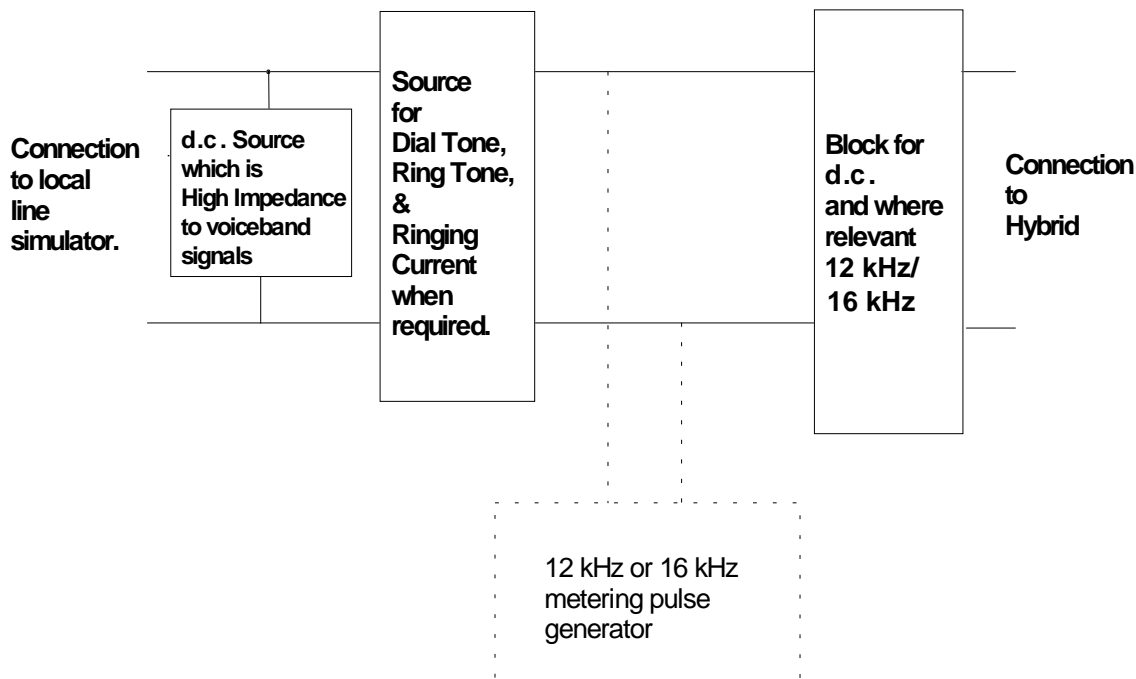 Connection
to local
line
simulator.
d.c. Source
which is
High Impedance
to voiceband
signals
Source
for
Dial Tone,
Ring Tone,
&
Ringing
Current
when
required.
Block for
d.c.
and where
relevant
12 kHz/
16 kHz
Connection
to
Hybrid
12 kHz or 16 kHz
metering pulse
generator